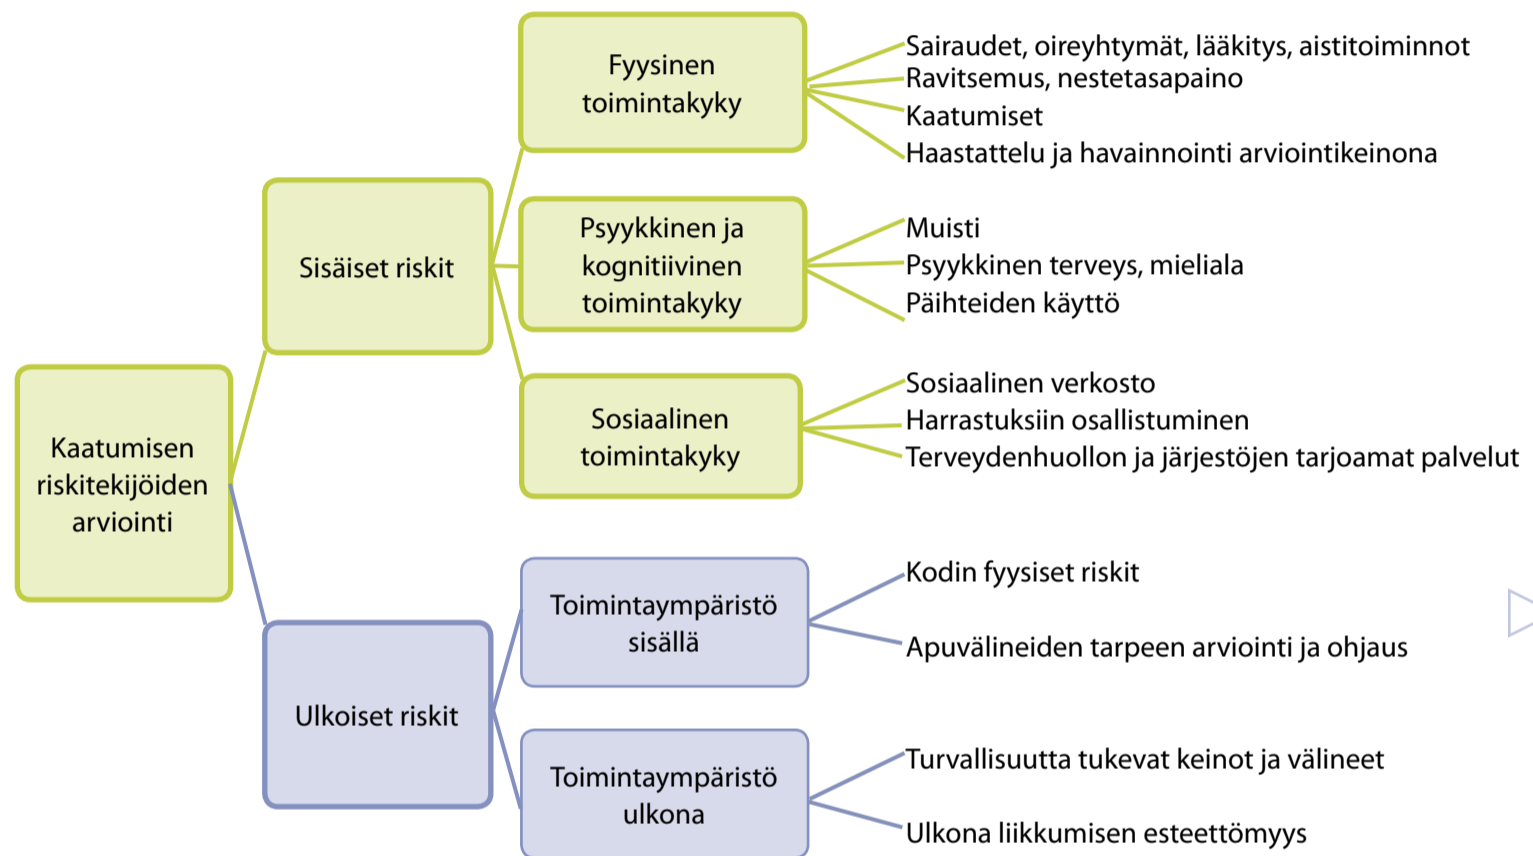 Kaatumisen
riskitekijöiden
arviointi
Sisäiset riskit
Fyysinen
toimintakyky
Sairaudet, oireyhtymät, lääkitys, aistitoiminnot
Ravitsemus, nestetasapaino
Kaatumiset
Haastattelu ja havainnointi arviointikeinona
Psyykkinen ja
kognitiivinen
toimintakyky
Muisti
Psyykkinen terveys, mieliala
Päihteiden käyttö
Sosiaalinen
toimintakyky
Sosiaalinen verkosto
Harrastuksiin osallistuminen
Terveydenhuollon ja järjestöjen tarjoamat palvelut
Ulkoiset riskit
Toimintaympäristö
sisällä
Kodin fyysiset riskit
Apuvälineiden tarpeen arviointi ja ohjaus
Toimintaympäristö
ulkona
Turvallisuutta tukevat keinot ja välineet
Ulkona liikkumisen esteettömyys